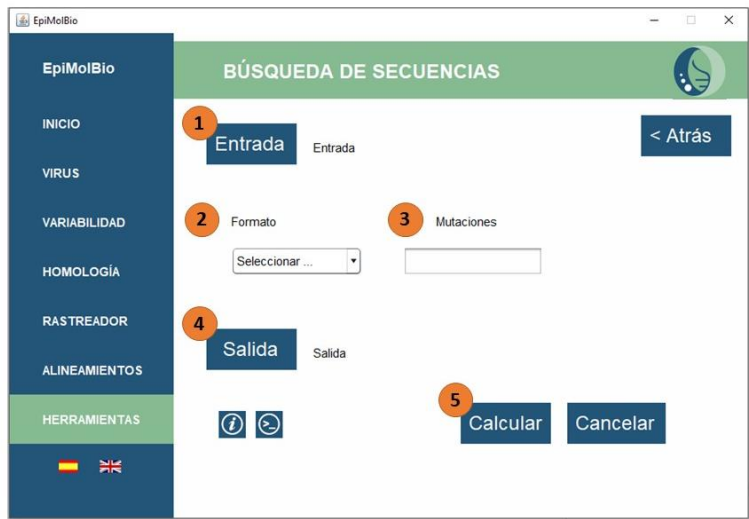 EpiMolBio
EpiMolBio
BÚSQUEDA DE SECUENCIAS
INICIO
VIRUS
VARIABILIDAD
HOMOLOGÍA
RASTREADOR
ALINEAMIENTOS
HERRAMIENTAS
1
Entrada
Entrada
< Atrás
2
Formato
3
Mutaciones
Seleccionar ...
4
Salida
Salida
5
Calcular
Cancelar